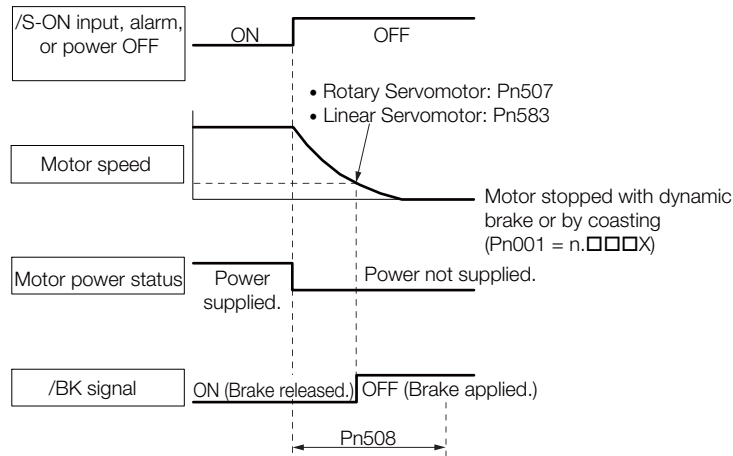 /S-ON input, alarm,
or power OFF
ON
OFF
• Rotary Servomotor: Pn507
• Linear Servomotor: Pn583
Motor speed
Motor stopped with dynamic
brake or by coasting
(Pn001 = n.□□□X)
Motor power status
Power
supplied.
Power not supplied.
/BK signal
ON (Brake released.)
OFF (Brake applied.)
Pn508